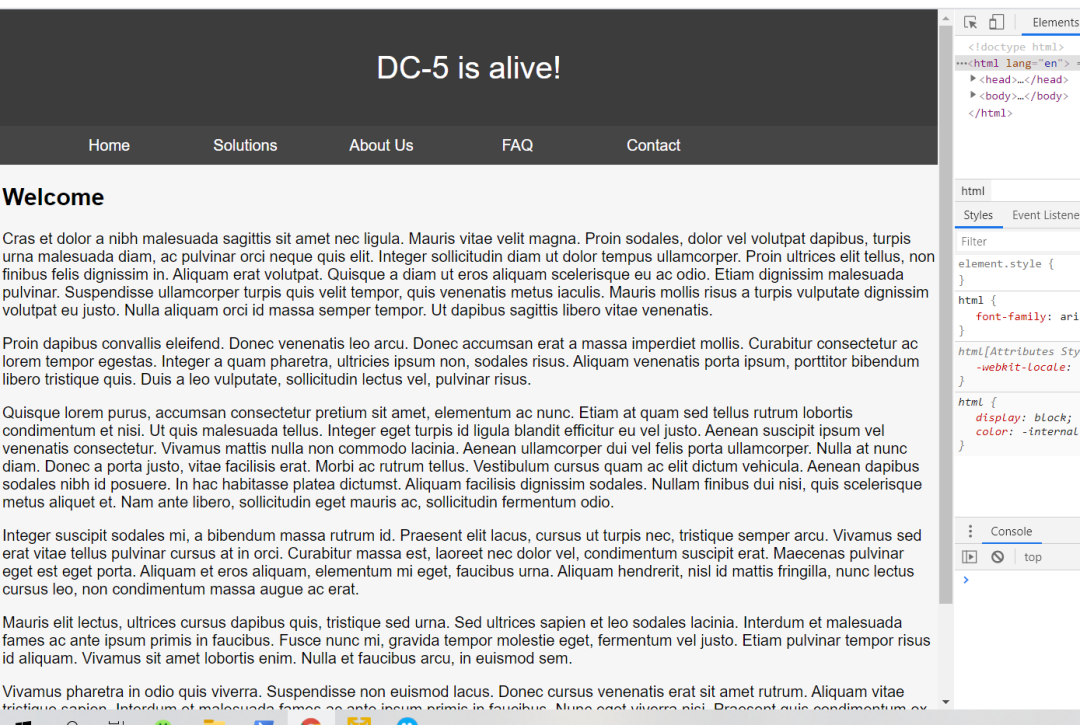 DC-5 is alive!
Home Solutions About Us FAQ Contact
Welcome
Cras et dolor a nibh malesuada sagittis sit amet nec ligula. Mauris vitae velit magna. Proin sodales, dolor vel volutpat dapibus, turpis
urna malesuada diam, ac pulvinar orci neque quis elit. Integer sollicitudin diam ut dolor tempus ullamcorper. Proin ultrices elit tellus, non
finibus felis dignissim in. Aliquam erat volutpat. Quisque a diam ut eros aliquam scelerisque eu ac odio. Etiam dignissim malesuada
pulvinar. Suspendisse ullamcorper turpis quis velit tempor, quis venenatis metus iaculis. Mauris mollis risus a turpis vulputate dignissim
volutpat eu justo. Nulla aliquam orci id massa semper tempor. Ut dapibus sagittis libero vitae venenatis.
Proin dapibus convallis eleifend. Donec venenatis leo arcu. Donec accumsan erat a massa imperdiet mollis. Curabitur consectetur ac
lorem tempor egestas. Integer a quam pharetra, ultricies ipsum non, sodales risus. Aliquam venenatis porta ipsum, porttitor bibendum
libero tristique quis. Duis a leo vulputate, sollicitudin lectus vel, pulvinar risus.
Quisque lorem purus, accumsan consectetur pretium sit amet, elementum ac nunc. Etiam at quam sed tellus rutrum lobortis
condimentum et nisi. Ut quis malesuada tellus. Integer eget turpis id ligula blandit efficitur eu vel justo. Aenean suscipit ipsum vel
venenatis consectetur. Vivamus mattis nulla non commodo lacinia. Aenean ullamcorper dui vel felis porta ullamcorper. Nulla at nunc
diam. Donec a porta justo, vitae facilisis erat. Morbi ac rutrum tellus. Vestibulum cursus quam ac elit dictum vehicula. Aenean dapibus
sodales nibh id posuere. In hac habitasse platea dictumst. Aliquam facilisis dignissim sodales. Nullam finibus dui nisi, quis scelerisque
metus aliquet et. Nam ante libero, sollicitudin eget mauris ac, sollicitudin fermentum odio.
Integer suscipit sodales mi, a bibendum massa rutrum id. Praesent elit lacus, cursus ut turpis nec, tristique semper arcu. Vivamus sed
erat vitae tellus pulvinar cursus at in orci. Curabitur massa est, laoreet nec dolor vel, condimentum suscipit erat. Maecenas pulvinar
eget est eget porta. Aliquam et eros aliquam, elementum mi eget, faucibus urna. Aliquam hendrerit, nisl id mattis fringilla, nunc lectus
cursus leo, non condimentum massa augue ac erat.
Mauris elit lectus, ultrices cursus dapibus quis, tristique sed urna. Sed ultrices sapien et leo sodales lacinia. Interdum et malesuada
fames ac ante ipsum primis in faucibus. Fusce nunc mi, gravida tempor molestie eget, fermentum vel justo. Etiam pulvinar tempor risus
id aliquam. Vivamus sit amet lobortis enim. Nulla et faucibus arcu, in euismod sem.
Vivamus pharetra in odio quis viverra. Suspendisse non euismod lacus. Donec cursus venenatis erat sit amet rutrum. Aliquam vitae
tristique sapien. Interdum et malesuada fames ac ante ipsum primis in faucibus. Nunc eget viverra nisi. Praesent quis condimentum ex
Elements
<!doctype html>
⋯<html lang="en"> =
▶<head>…</head>
▶<body>…</body>
</html>
html
Styles Event Listene
Filter
element.style {
}
html {
font-family: ari
}
html[Attributes Sty
-webkit-locale:
}
html {
display: block;
color: -internal
}
Console
top